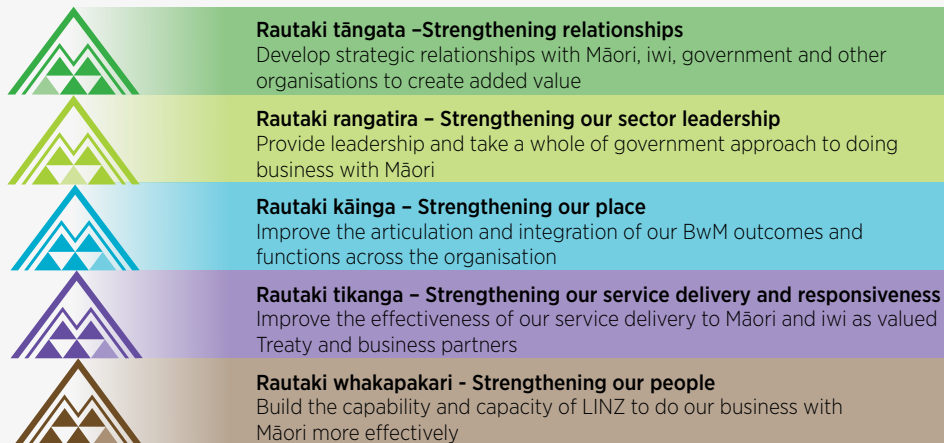 Rautaki tāngata –Strengthening relationships
Develop strategic relationships with Māori, iwi, government and other
organisations to create added value
Rautaki rangatira – Strengthening our sector leadership
Provide leadership and take a whole of government approach to doing
business with Māori
Rautaki kāinga – Strengthening our place
Improve the articulation and integration of our BwM outcomes and
functions across the organisation
Rautaki tikanga – Strengthening our service delivery and responsiveness
Improve the effectiveness of our service delivery to Māori and iwi as valued
Treaty and business partners
Rautaki whakapakari - Strengthening our people
Build the capability and capacity of LINZ to do our business with
Māori more effectively